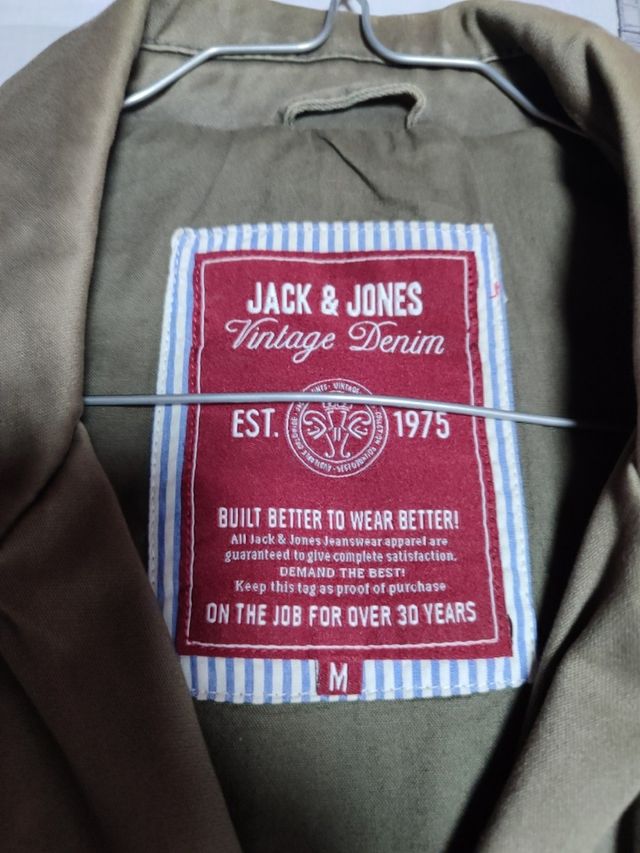 JACK & JONES
Vintage Denim
EST. 1975
BUILT BETTER TO WEAR BETTER!
All Jack & Jones Jeanswear apparel are
guaranteed to give complete satisfaction.
DEMAND THE BEST!
Keep this tag as proof of purchase
ON THE JOB FOR OVER 30 YEARS
M